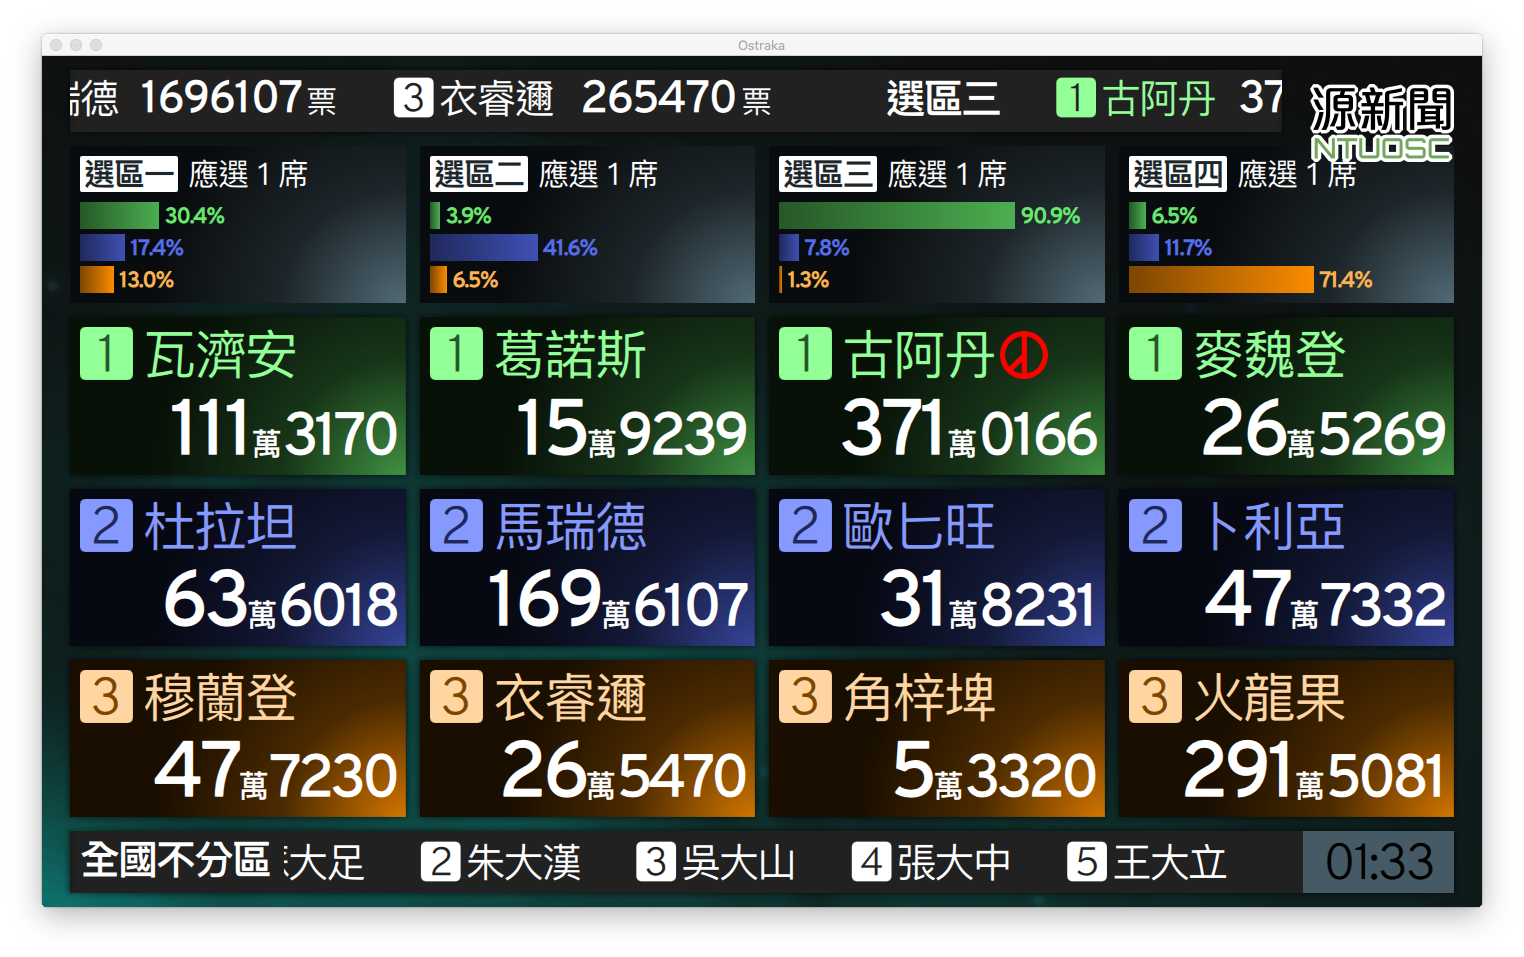 Ostraka
瑞德 1696107 票 3 衣睿邇 265470 票 選區三 1 古阿丹 37
源新聞
NTUOSC
選區一 應選 1 席
30.4%
17.4%
13.0%
選區二 應選 1 席
3.9%
41.6%
6.5%
選區三 應選 1 席
90.9%
7.8%
1.3%
選區四 應選 1 席
6.5%
11.7%
71.4%
1 瓦濟安
111萬3170
1 葛諾斯
15萬9239
1 古阿丹
371萬0166
1 麥魏登
26萬5269
2 杜拉坦
63萬6018
2 馬瑞德
169萬6107
2 歐匕旺
31萬8231
2 卜利亞
47萬7332
3 穆蘭登
47萬7230
3 衣睿邇
26萬5470
3 角梓埤
5萬3320
3 火龍果
291萬5081
全國不分區 大足 2 朱大漢 3 吳大山 4 張大中 5 王大立 01:33